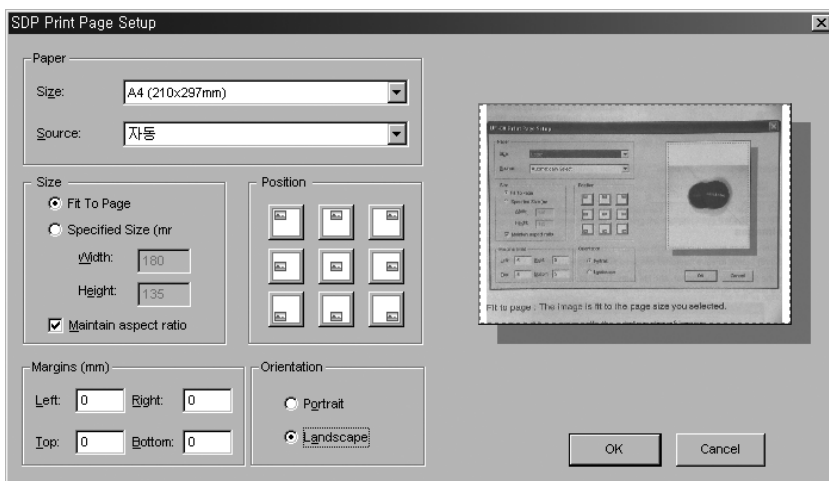 SDP Print Page Setup
Paper
Size: A4 (210x297mm)
Source: 자동
Size
Fit To Page
Specified Size (mr
Width: 180
Height: 135
Maintain aspect ratio
Position
Margins (mm)
Left: 0 Right: 0
Top: 0 Bottom: 0
Orientation
Portrait
Landscape
Fit to page : The image is fit to the page size you selected.
OK Cancel